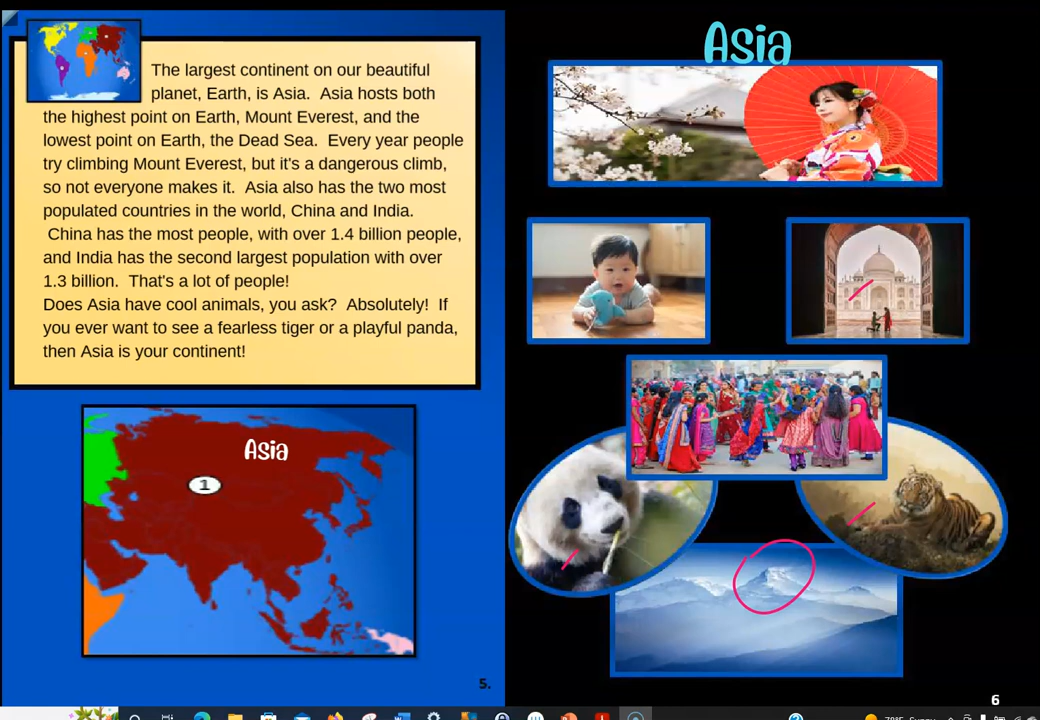 The largest continent on our beautiful
planet, Earth, is Asia.  Asia hosts both
the highest point on Earth, Mount Everest, and the
lowest point on Earth, the Dead Sea.  Every year people
try climbing Mount Everest, but it's a dangerous climb,
so not everyone makes it.  Asia also has the two most
populated countries in the world, China and India.
China has the most people, with over 1.4 billion people,
and India has the second largest population with over
1.3 billion.  That's a lot of people!
Does Asia have cool animals, you ask?  Absolutely!  If
you ever want to see a fearless tiger or a playful panda,
then Asia is your continent!
Asia
1
5.
Asia
6